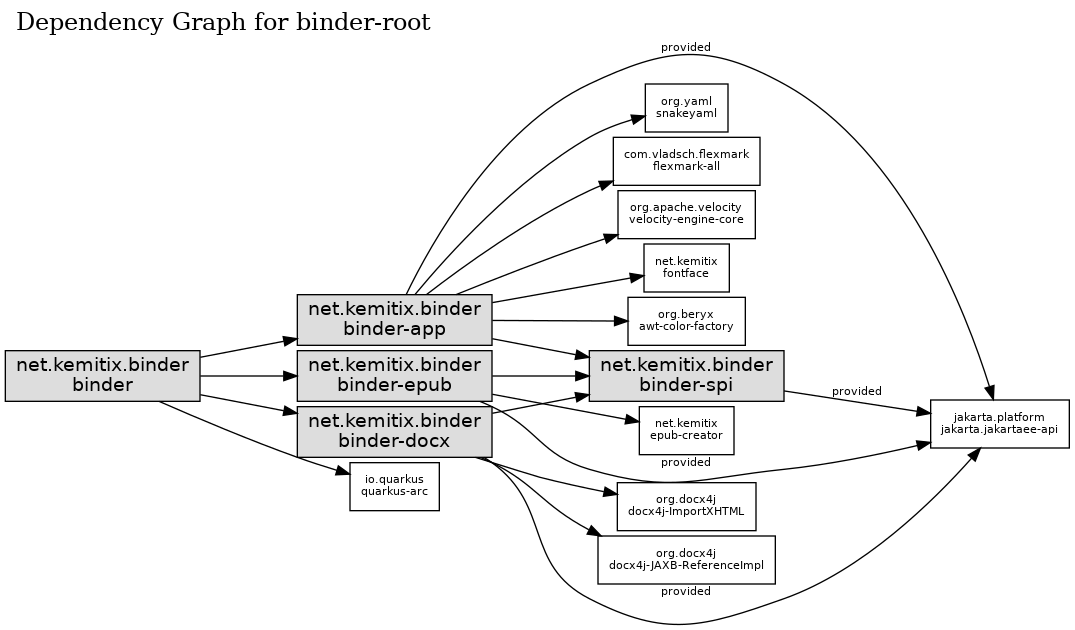 Dependency Graph for binder-root
provided
org.yaml
snakeyaml
com.vladsch.flexmark
flexmark-all
org.apache.velocity
velocity-engine-core
net.kemitix
fontface
org.beryx
awt-color-factory
net.kemitix.binder
binder-app
net.kemitix.binder
binder
net.kemitix.binder
binder-epub
net.kemitix.binder
binder-spi
provided
net.kemitix.binder
binder-docx
net.kemitix
epub-creator
jakarta.platform
jakarta.jakartaee-api
provided
io.quarkus
quarkus-arc
org.docx4j
docx4j-ImportXHTML
org.docx4j
docx4j-JAXB-ReferenceImpl
provided